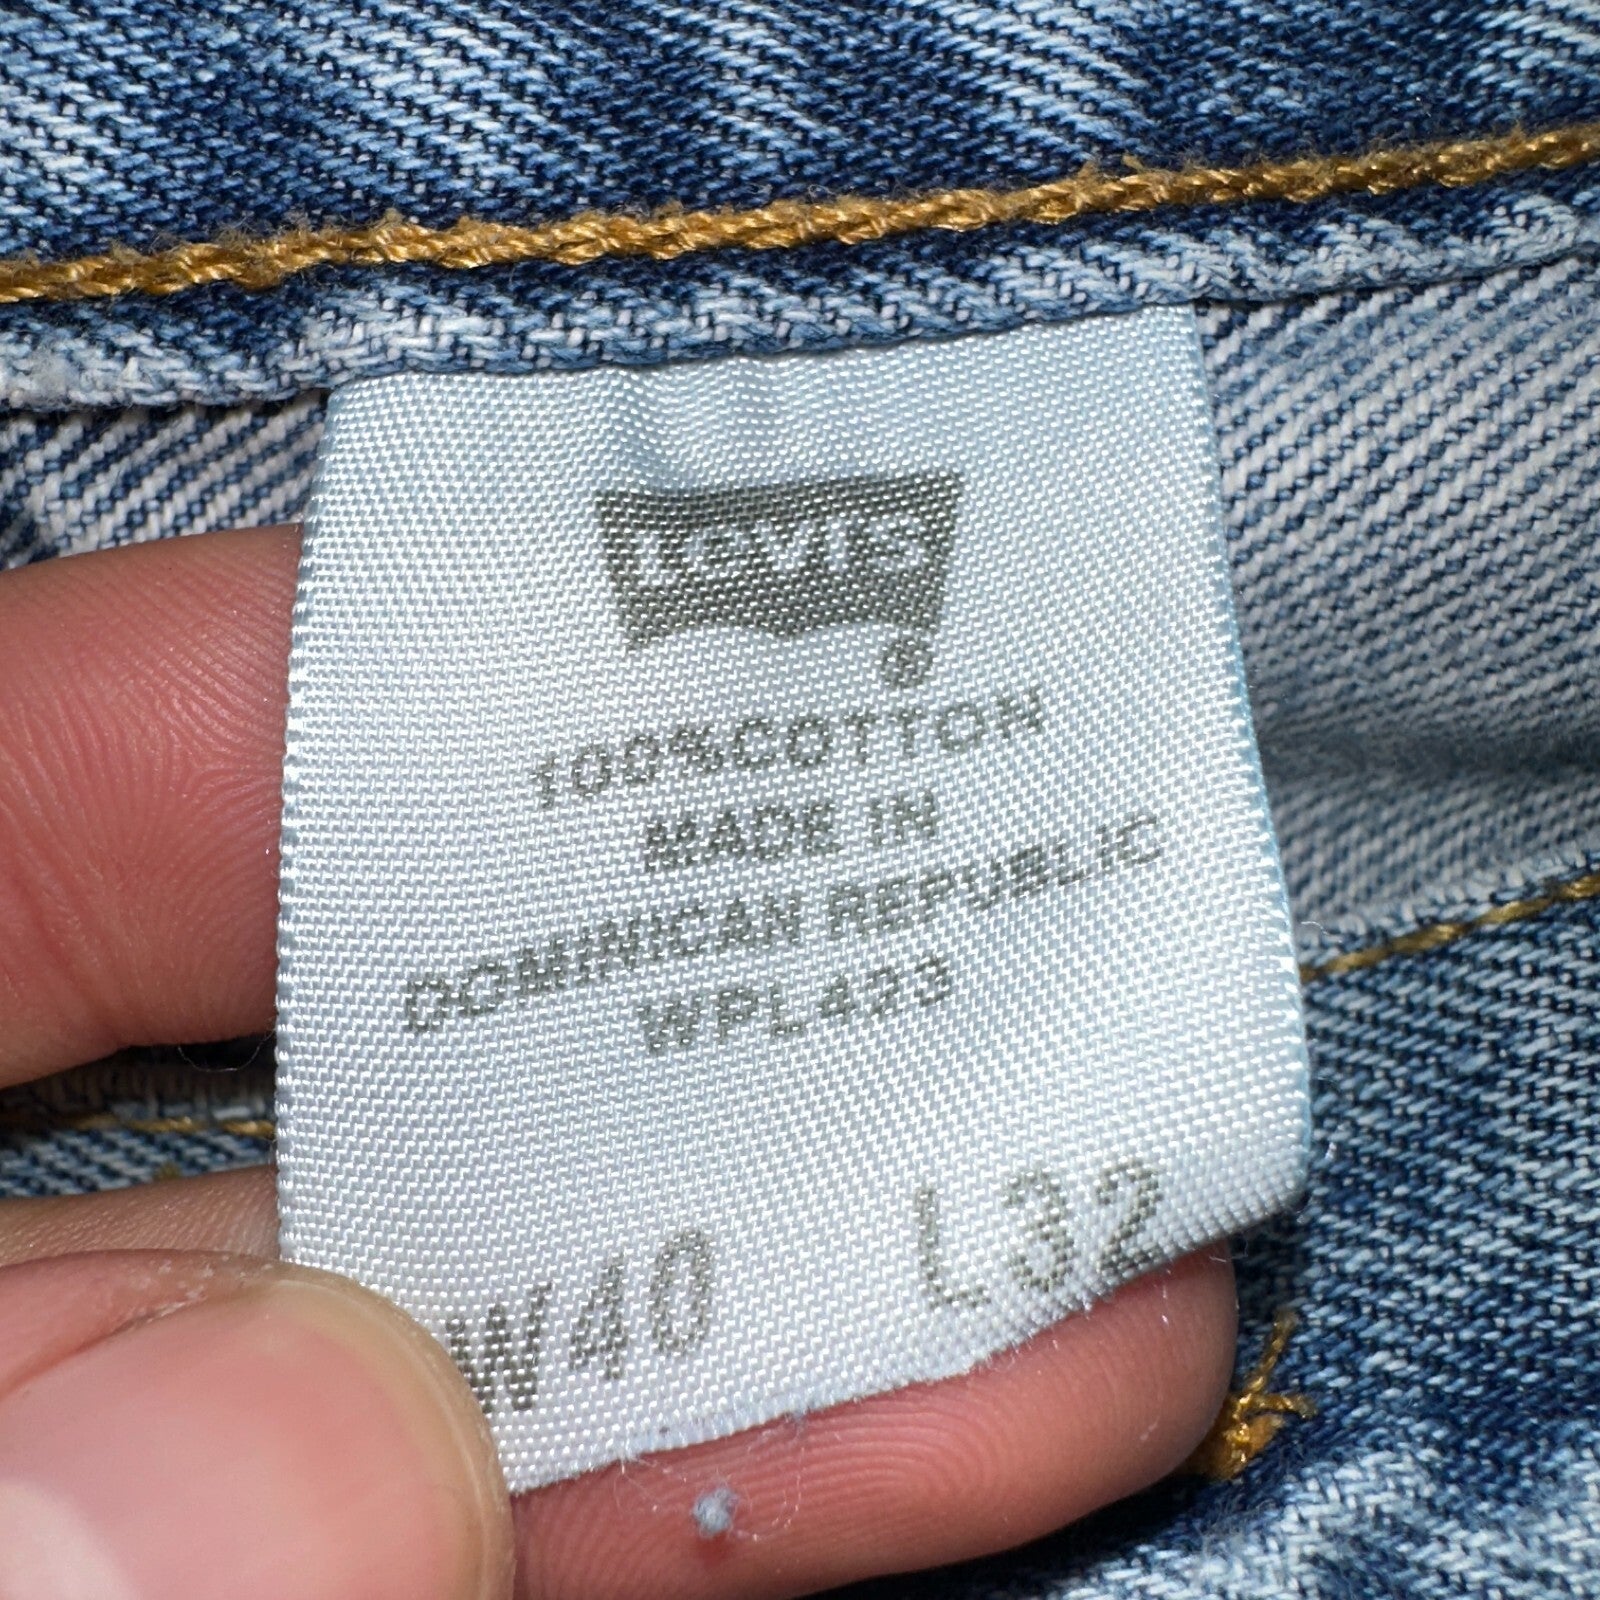 LEVI'S
®
100%COTTON
MADE IN
DOMINICAN REPUBLIC
WPL423
W40 L32